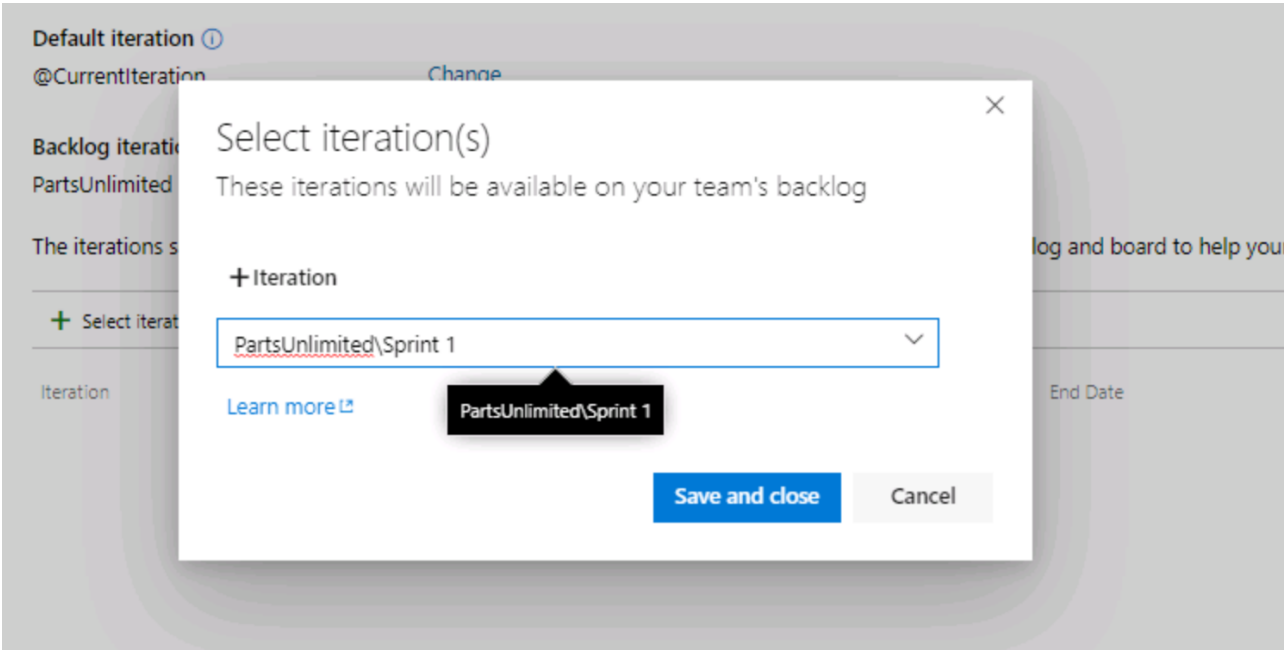 Default iteration
@CurrentIteration Change
Select iteration(s)
Backlog
PartsUnlimited
These iterations will be available on your team's backlog
The iterations s log and board to help your
+ Iteration
+ Select iterat
PartsUnlimited\Sprint 1
Iteration End Date
Learn more
PartsUnlimited\Sprint 1
Save and close Cancel